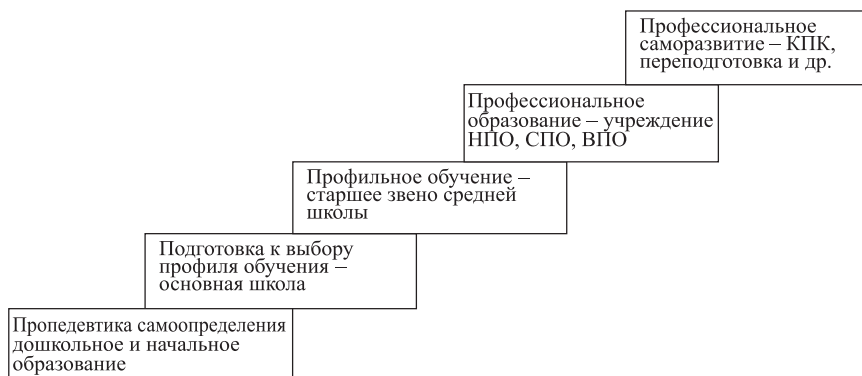 Профессиональное
саморазвитие – КПК,
переподготовка и др.
Профессиональное
образование – учреждение
НПО, СПО, ВПО
Профильное обучение –
старшее звено средней
школы
Подготовка к выбору
профиля обучения –
основная школа
Пропедевтика самоопределения
дошкольное и начальное
образование